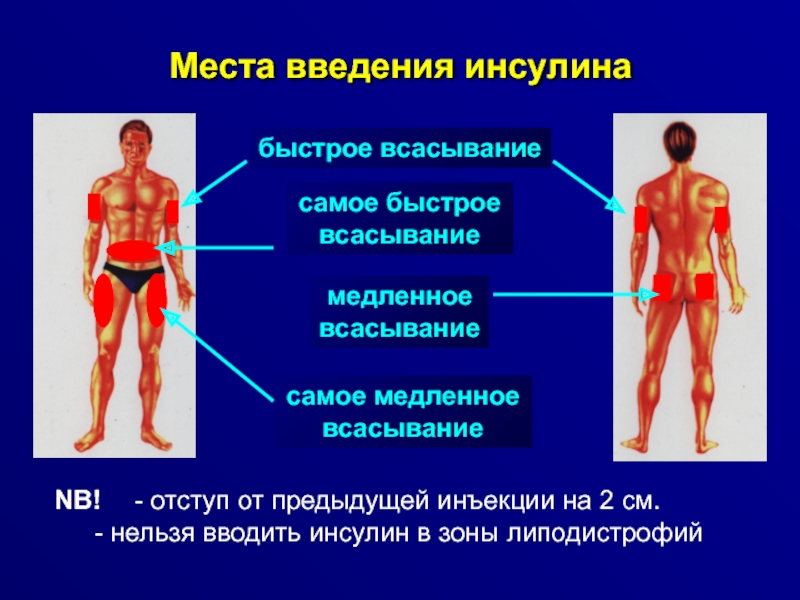 Места введения инсулина
быстрое всасывание
самое быстрое
всасывание
медленное
всасывание
самое медленное
всасывание
NB! - отступ от предыдущей инъекции на 2 см.
- нельзя вводить инсулин в зоны липодистрофий